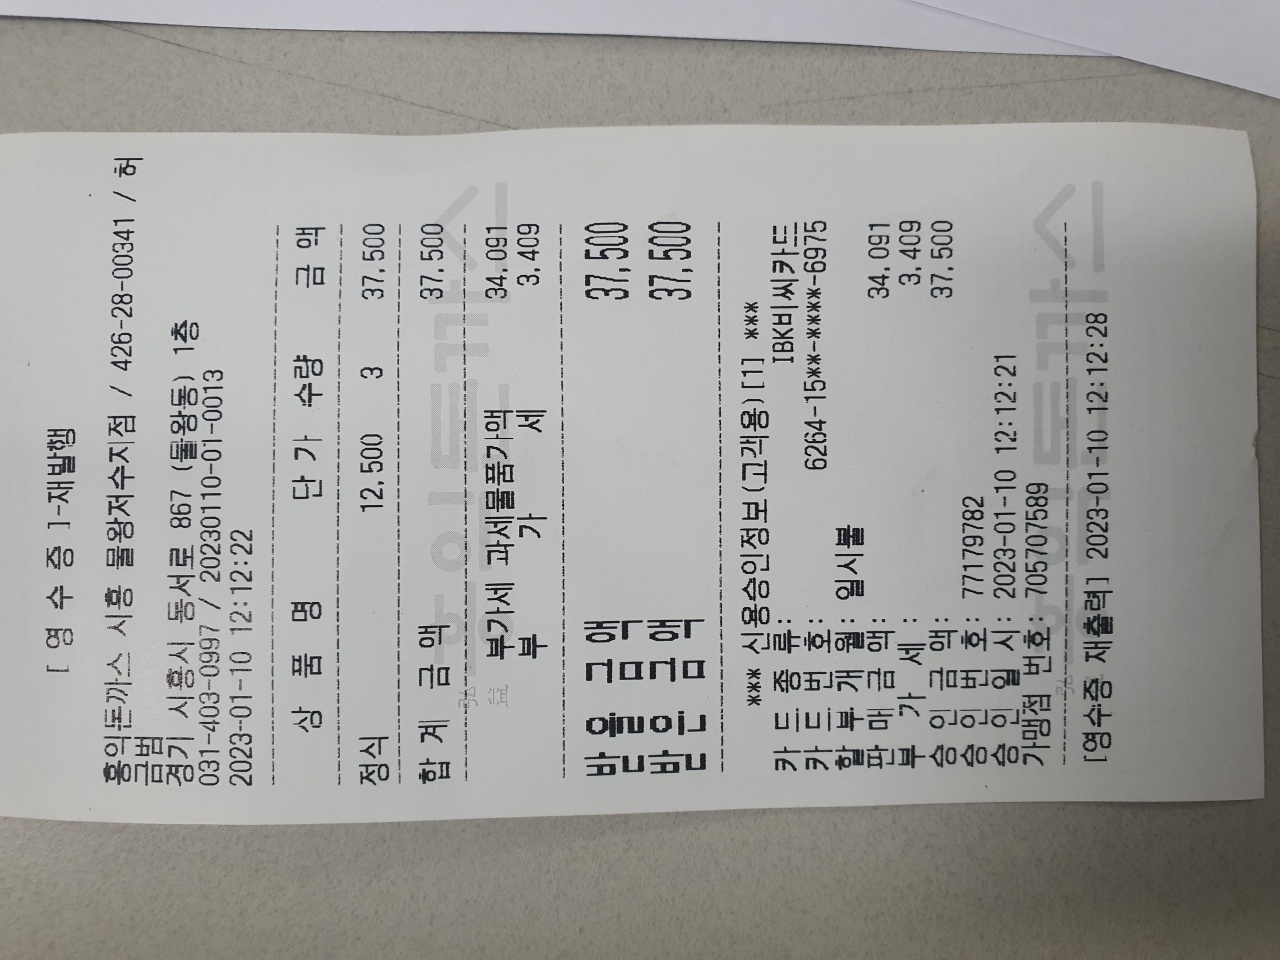 [ 영 수 증 ]-재발행
홍익돈까스 시흥 물왕저수지점 / 426-28-00341 / 허
금범
경기 시흥시 동서로 867 (물왕동) 1층
031-403-0997 / 20230110-01-0013
2023-01-10 12:12:22
상 품 명 단 가 수량 금 액
정식 12,500 3 37,500
합 계 금액 37,500
부가세 과세물품가액 34,091
부 가 세 3,409
받을금액 37,500
받은금액 37,500
*** 신용승인정보(고객용)[1] ***
카 드 종 류: IBK비씨카드
카 드 번 호: 6264-15**-****-6975
할 부 개 월: 일시불
판 매 금 액: 34,091
부 가 세: 3,409
승 인 금 액: 37,500
승 인 번 호: 77179782
승 인 일 시: 2023-01-10 12:12:21
가맹점 번호: 705707589
[영수증 재출력] 2023-01-10 12:12:28